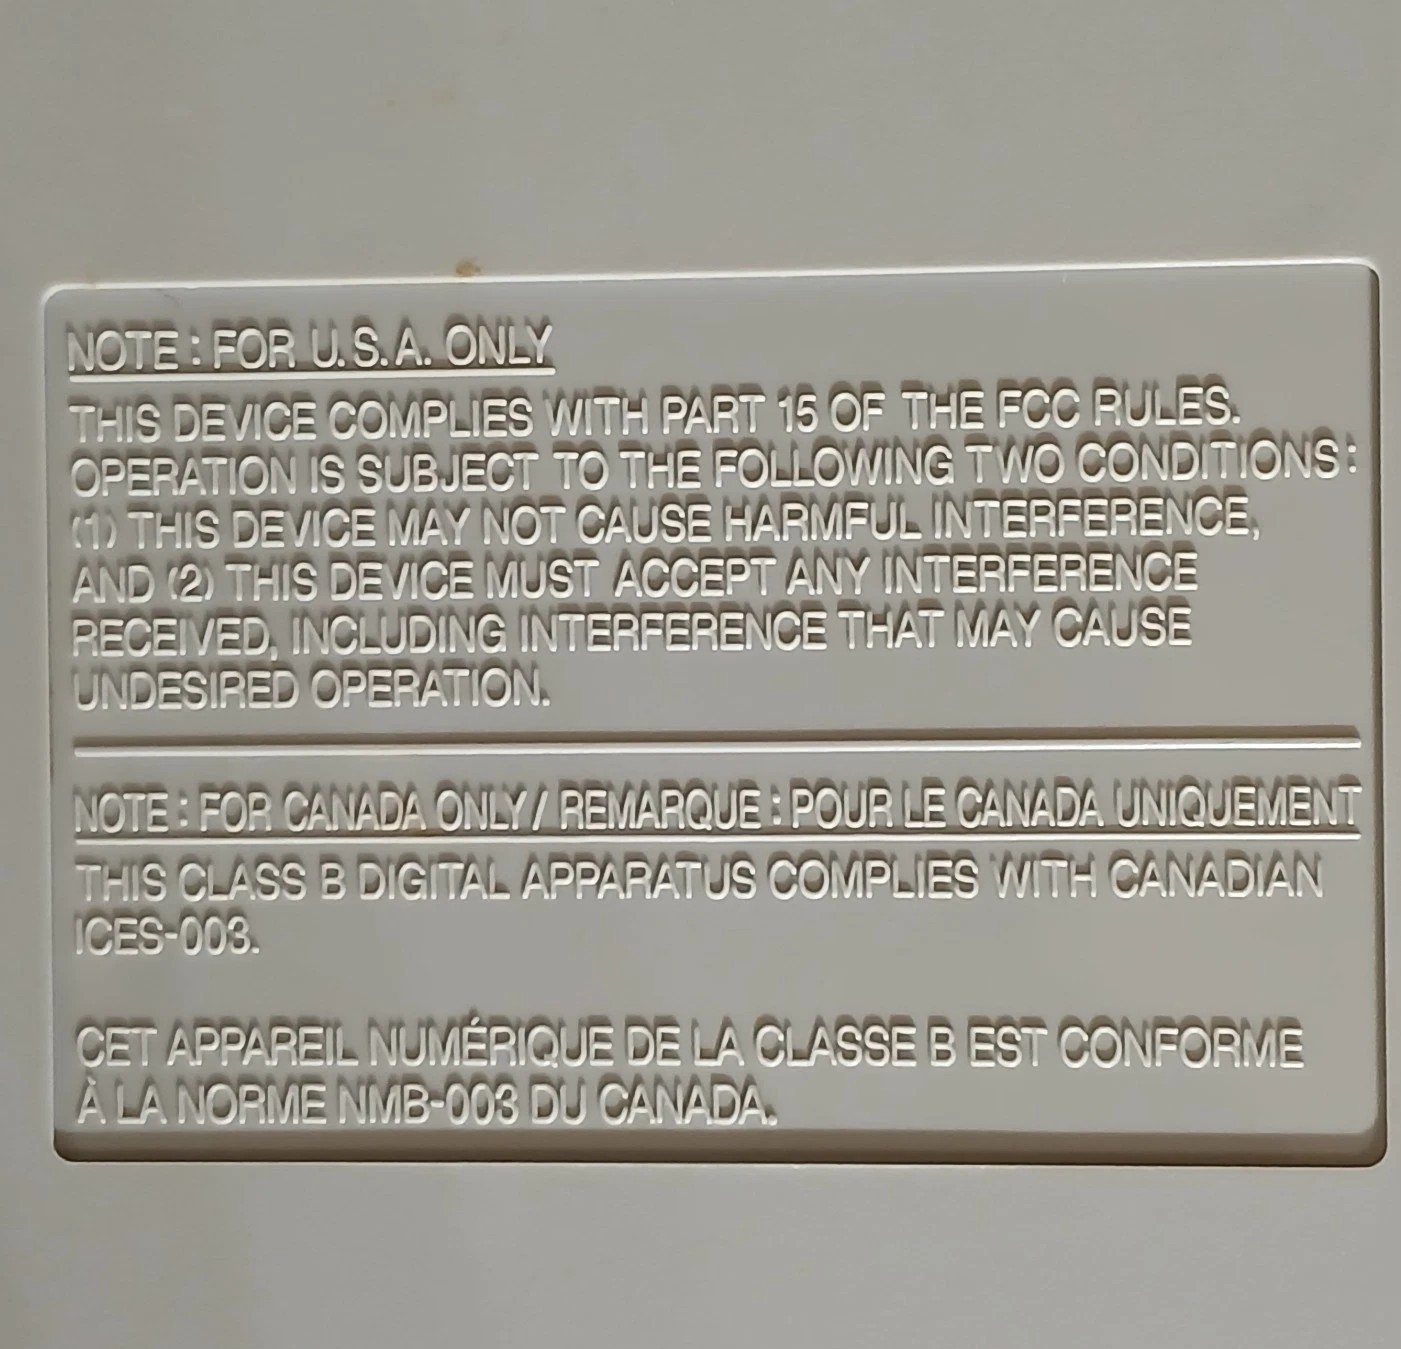 NOTE : FOR U.S.A. ONLY
THIS DEVICE COMPLIES WITH PART 15 OF THE FCC RULES.
OPERATION IS SUBJECT TO THE FOLLOWING TWO CONDITIONS :
(1) THIS DEVICE MAY NOT CAUSE HARMFUL INTERFERENCE,
AND (2) THIS DEVICE MUST ACCEPT ANY INTERFERENCE
RECEIVED, INCLUDING INTERFERENCE THAT MAY CAUSE
UNDESIRED OPERATION.
NOTE : FOR CANADA ONLY / REMARQUE : POUR LE CANADA UNIQUEMENT
THIS CLASS B DIGITAL APPARATUS COMPLIES WITH CANADIAN
ICES-003.
CET APPAREIL NUMÉRIQUE DE LA CLASSE B EST CONFORME
À LA NORME NMB-003 DU CANADA.